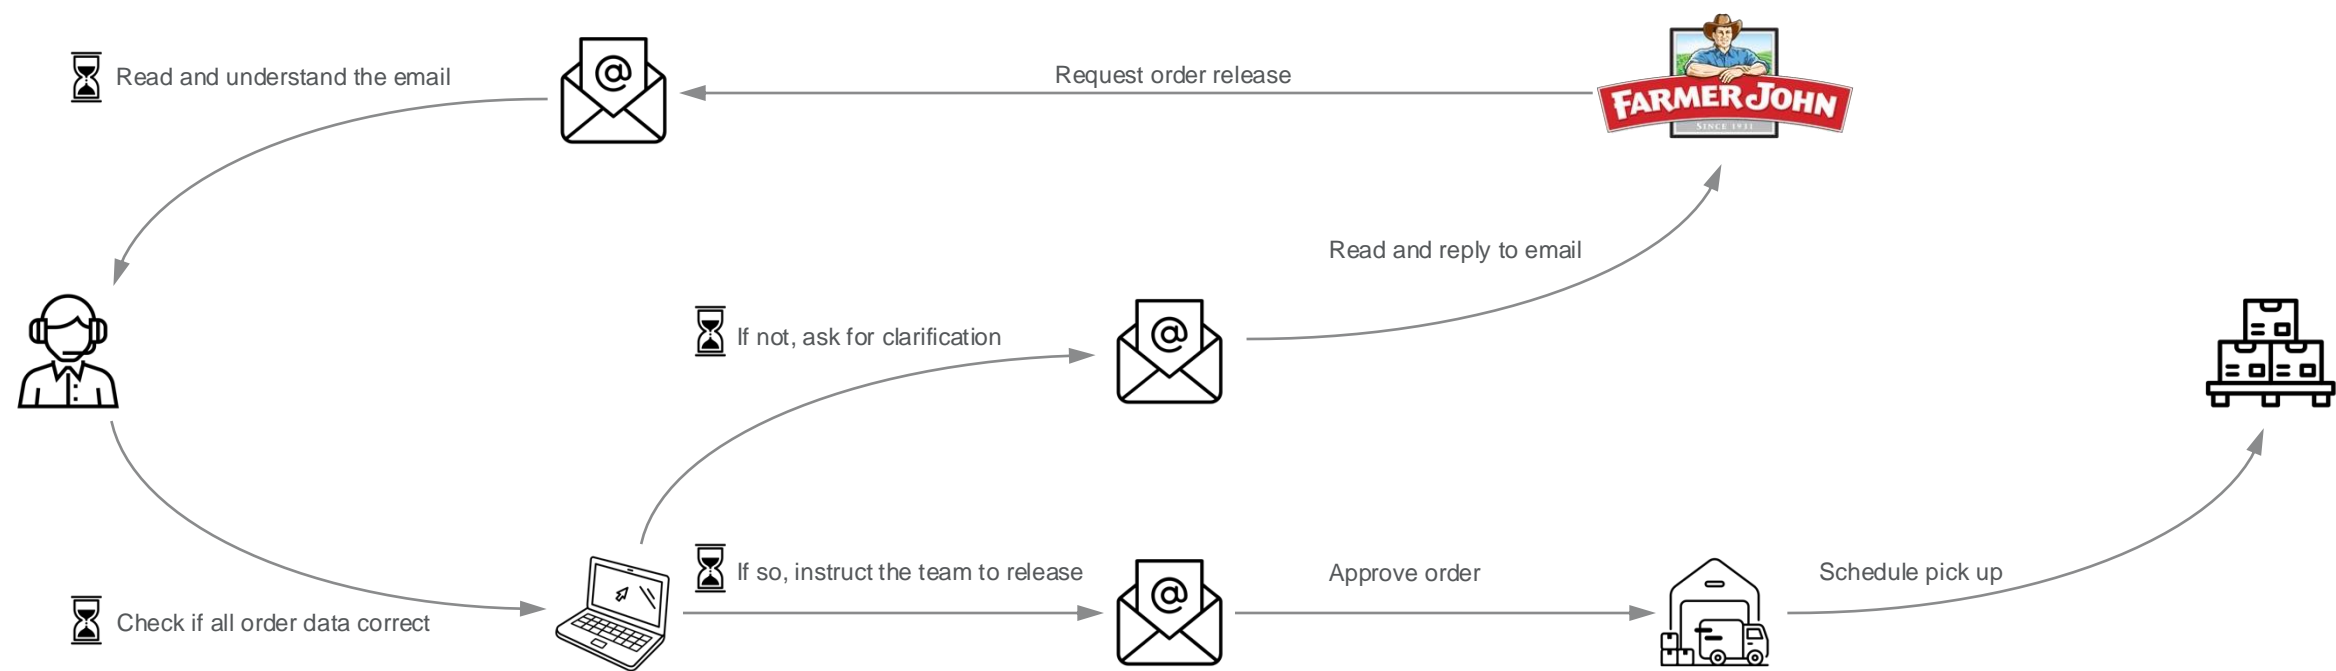 Read and understand the email
@
Request order release
FARMER JOHN
SINCE 1931
Read and reply to email
If not, ask for clarification
@
If so, instruct the team to release
Approve order
Schedule pick up
@
Check if all order data correct